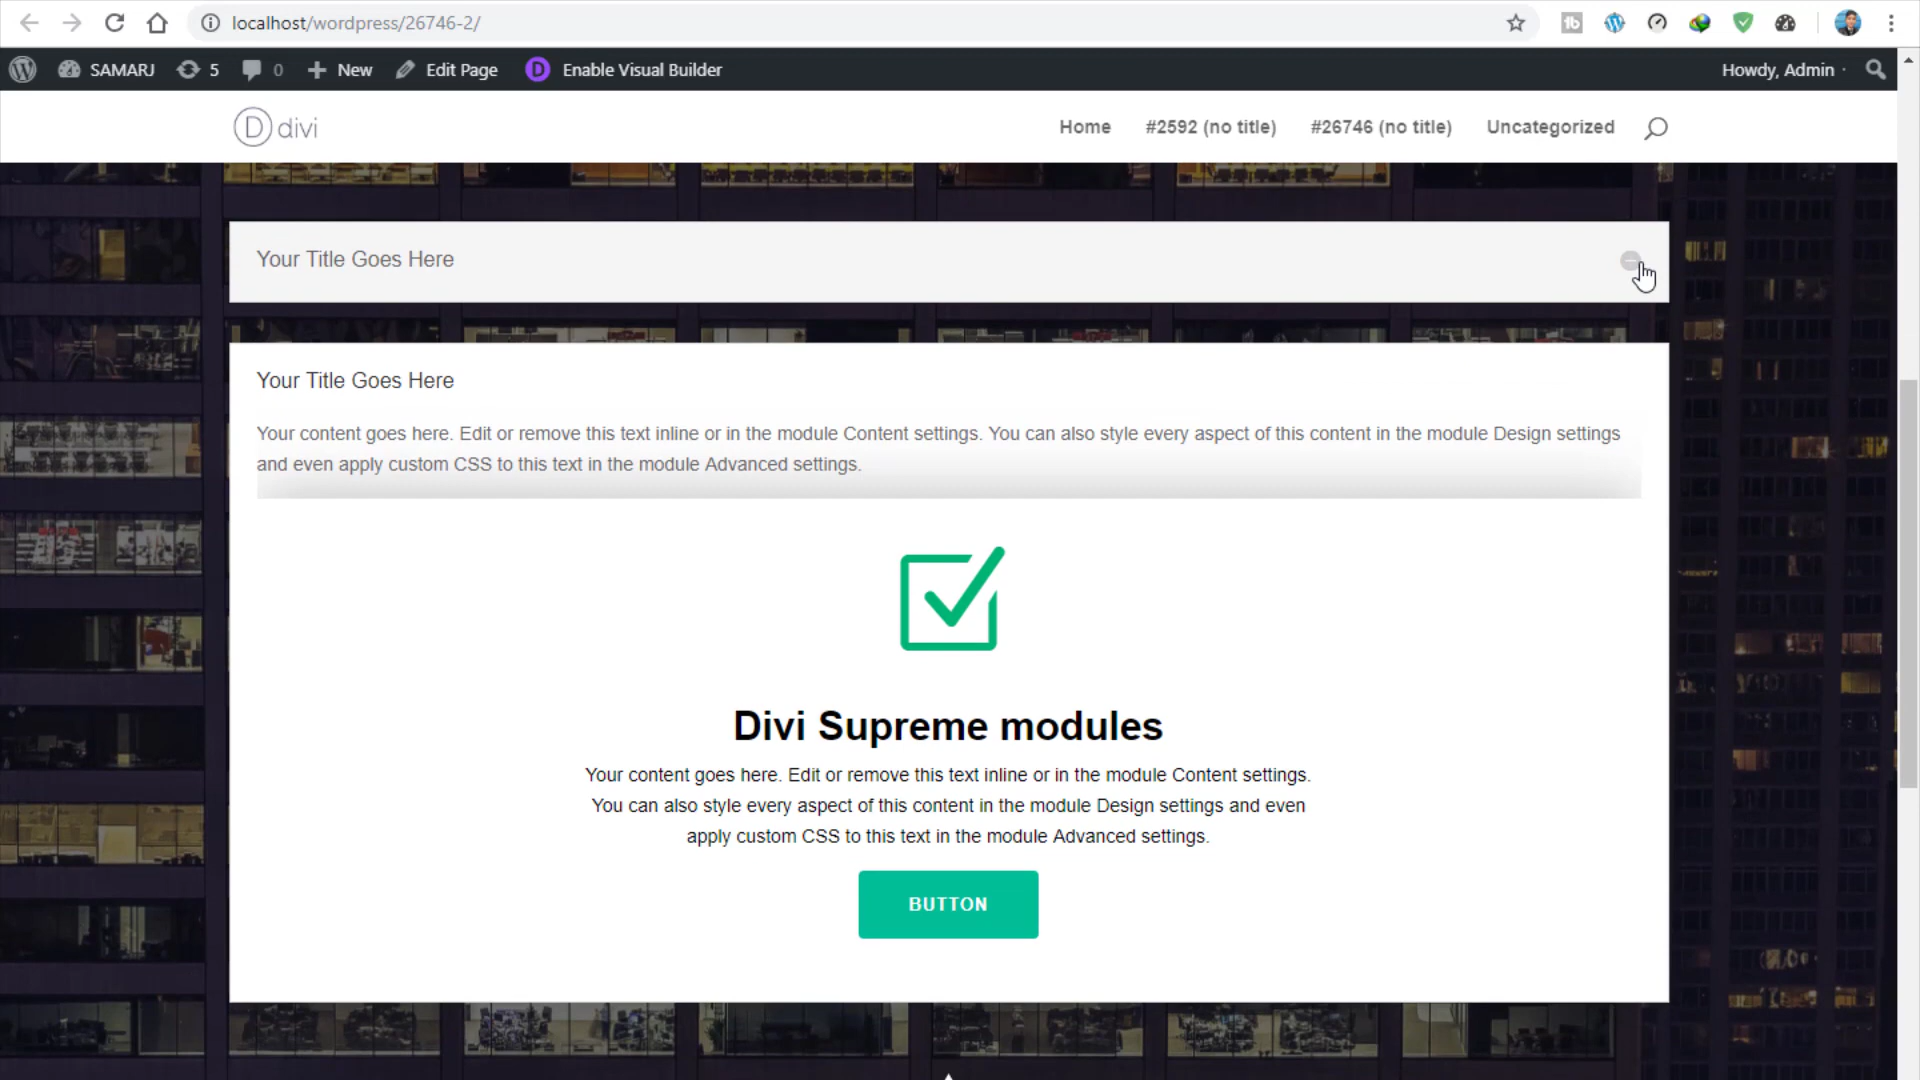 localhost/wordpress/26746-2/
SAMARJ 5 0 New Edit Page D Enable Visual Builder Howdy, Admin
D divi Home #2592 (no title) #26746 (no title) Uncategorized
Your Title Goes Here
Your Title Goes Here
Your content goes here. Edit or remove this text inline or in the module Content settings. You can also style every aspect of this content in the module Design settings
and even apply custom CSS to this text in the module Advanced settings.
Divi Supreme modules
Your content goes here. Edit or remove this text inline or in the module Content settings.
You can also style every aspect of this content in the module Design settings and even
apply custom CSS to this text in the module Advanced settings.
BUTTON